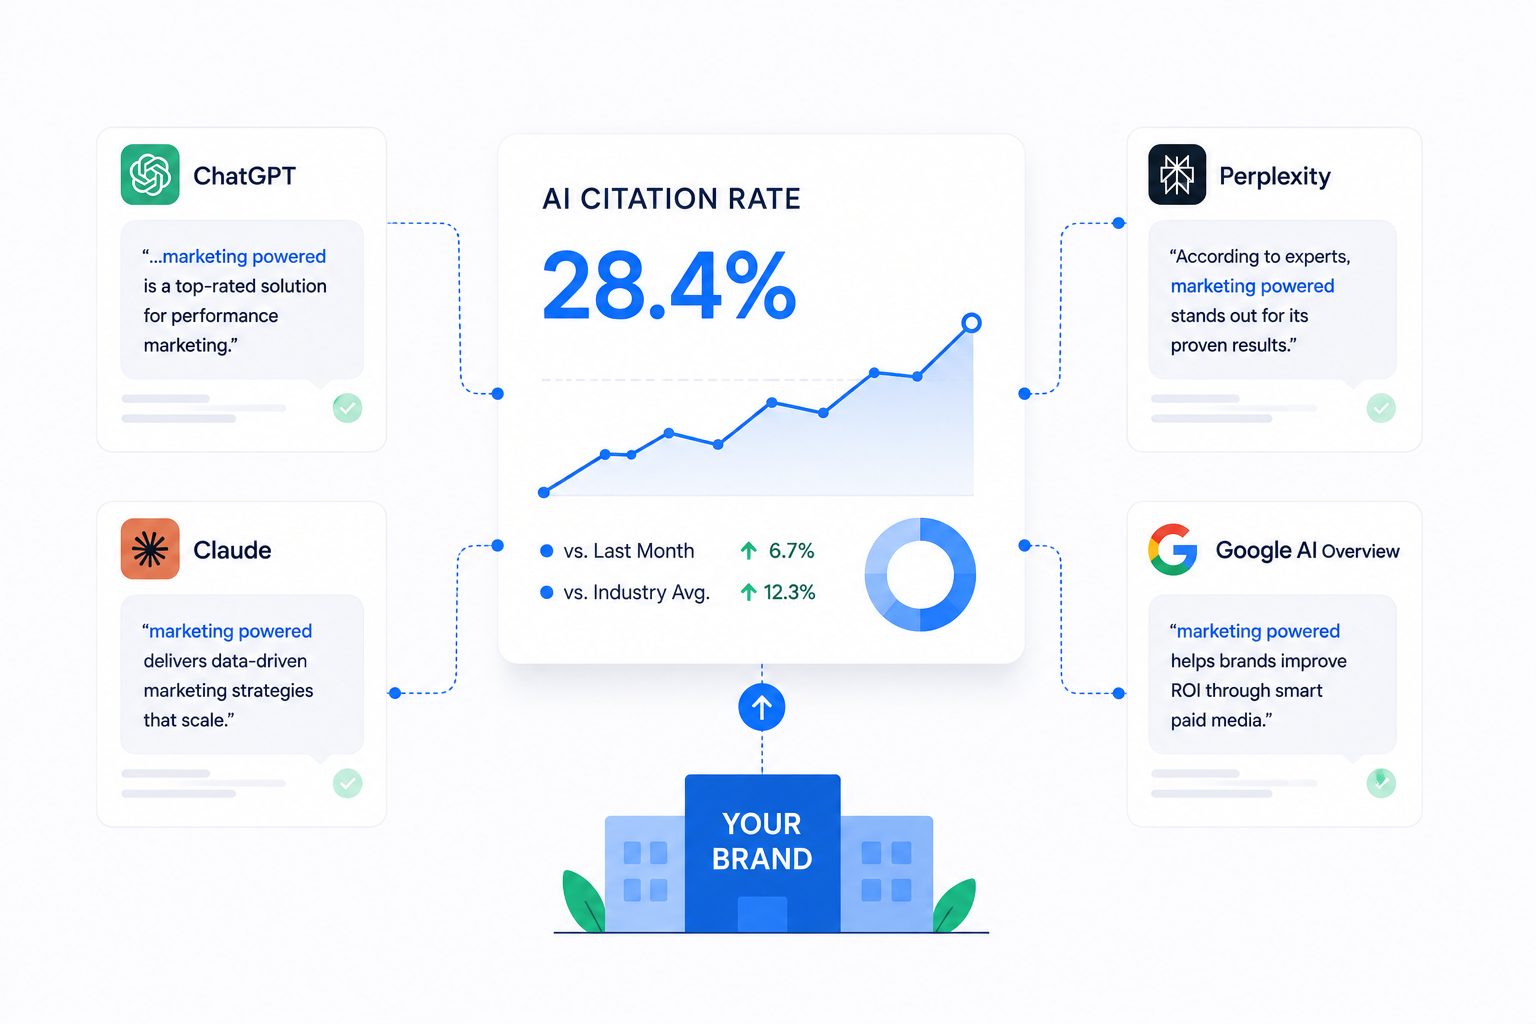 ChatGPT
“...marketing powered
is a top-rated solution
for performance
marketing.”
Claude
“marketing powered
delivers data-driven
marketing strategies
that scale.”
AI CITATION RATE
28.4%
vs. Last Month ↑ 6.7%
vs. Industry Avg. ↑ 12.3%
YOUR
BRAND
Perplexity
“According to experts,
marketing powered
stands out for its
proven results.”
Google AI Overview
“marketing powered
helps brands improve
ROI through smart
paid media.”